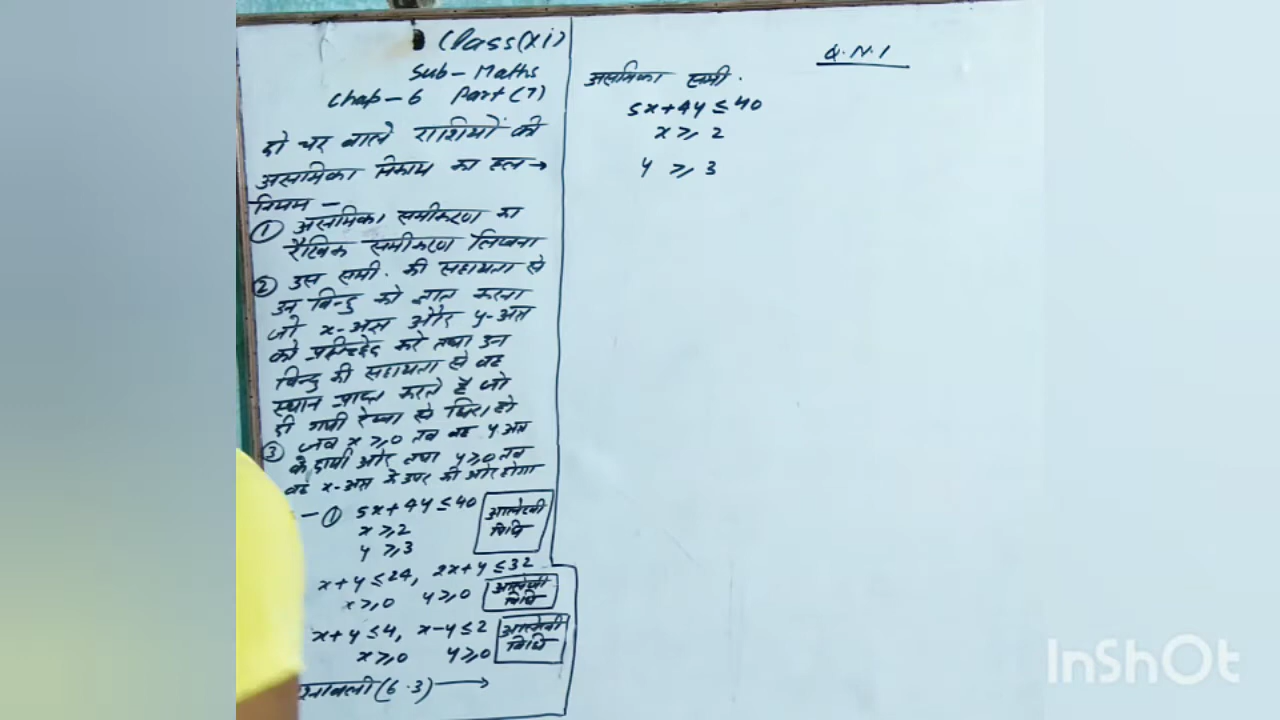 Class(xi)
Sub-Maths
Chap-6 Part(7)
दो चर वाले राशियों की
असमिका निकाय का हल→
नियम-
① असमिका समीकरण का
रैखिक समीकरण लिखना
② उस समी. की सहायता से
उन बिन्दु को ज्ञात करना
जो x-अक्ष और y-अक्ष
को प्रतिच्छेद करे तथा उन
बिन्दु की सहायता से वह
स्थान प्राप्त करते हैं जो
दी गयी रेखा से घिरा हो
③ जब x≥0 तब वह y अक्ष
के दायी ओर तथा y≥0 तब
वह x-अक्ष के उपर की ओर होगा
-① 5x+4y≤40 आलेखी
x≥2 विधि
y≥3
x+y≤24, 2x+y≤32
x≥0 y≥0 आलेखी विधि
x+y≤4, x-y≤2 आलेखी
x≥0 y≥0 विधि
नावली(6.3)→
Q.N.1
असमिका समी.
5x+4y≤40
x≥2
y≥3
InShOt